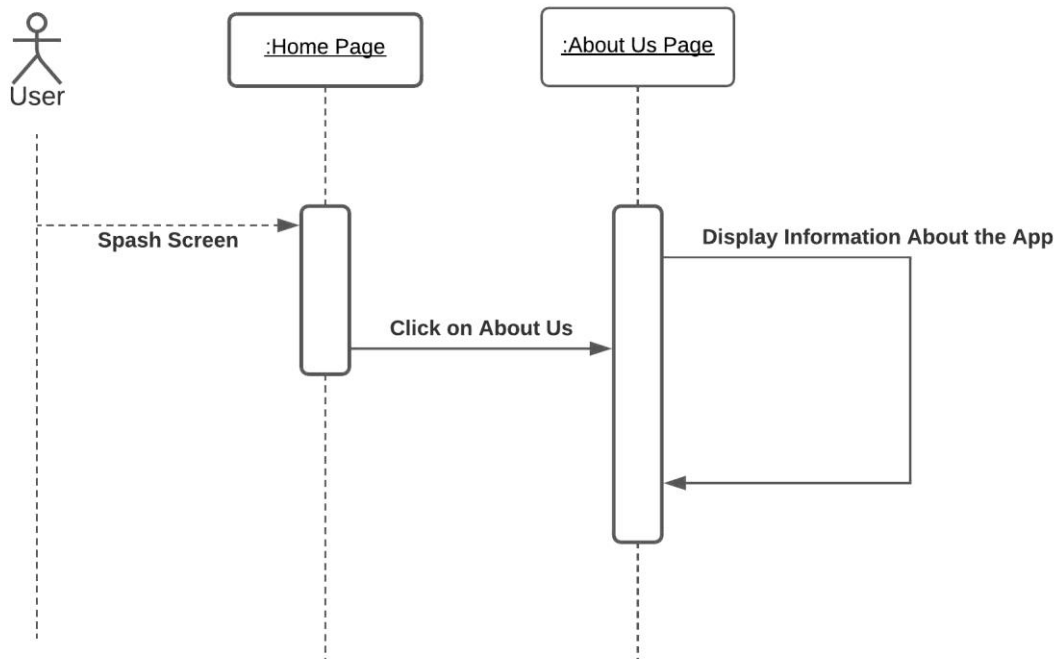 User
:Home Page
:About Us Page
Spash Screen
Display Information About the App
Click on About Us